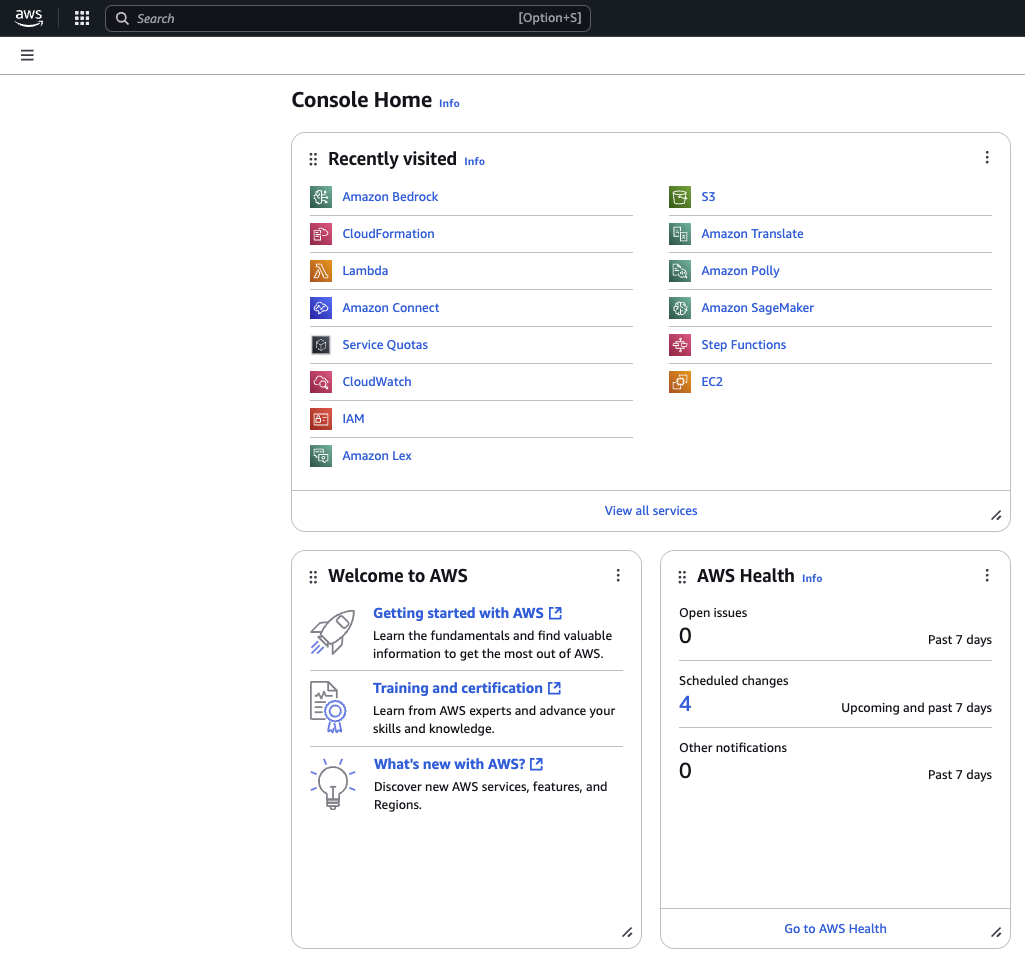 aws
Search [Option+S]
Console Home Info
Recently visited Info
Amazon Bedrock
CloudFormation
Lambda
Amazon Connect
Service Quotas
CloudWatch
IAM
Amazon Lex
S3
Amazon Translate
Amazon Polly
Amazon SageMaker
Step Functions
EC2
View all services
Welcome to AWS
Getting started with AWS
Learn the fundamentals and find valuable
information to get the most out of AWS.
Training and certification
Learn from AWS experts and advance your
skills and knowledge.
What's new with AWS?
Discover new AWS services, features, and
Regions.
AWS Health Info
Open issues
0
Past 7 days
Scheduled changes
4
Upcoming and past 7 days
Other notifications
0
Past 7 days
Go to AWS Health